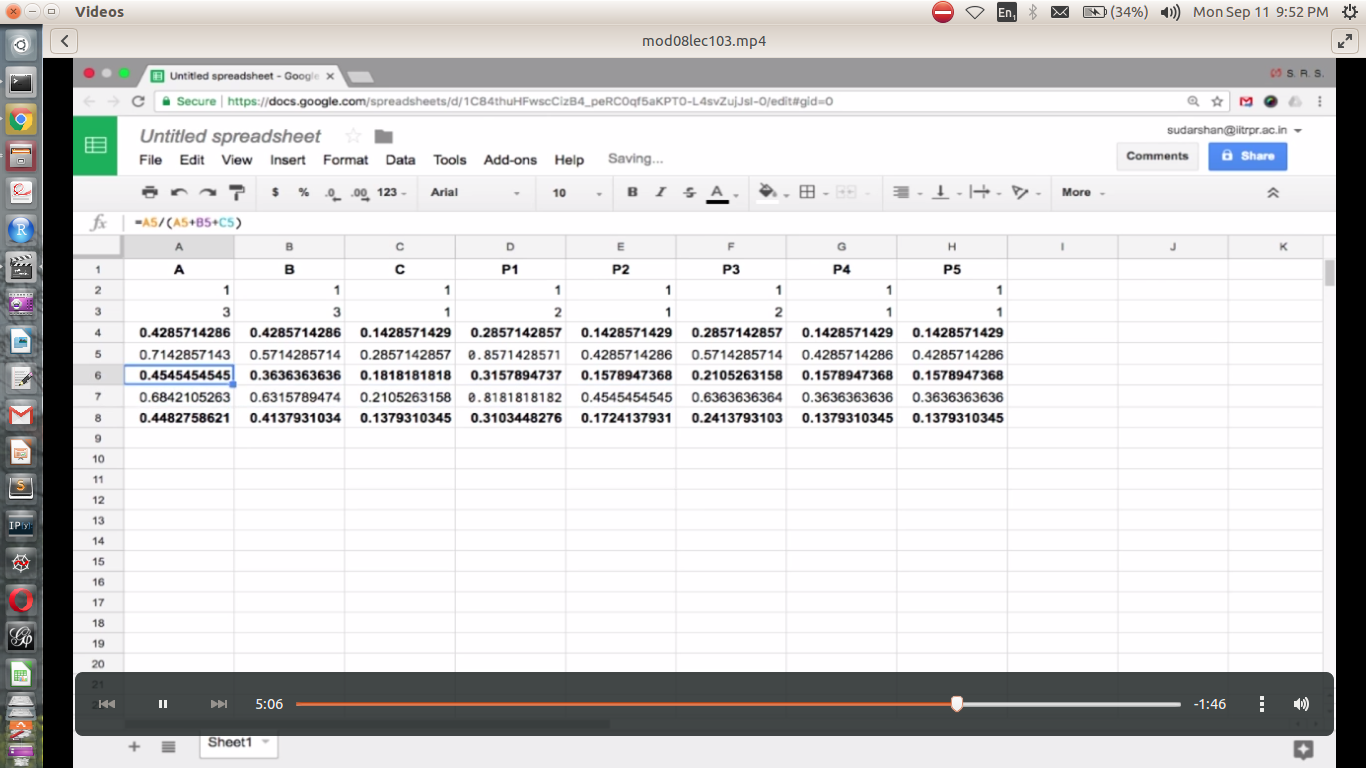 Videos En1 (34%) Mon Sep 11 9:52 PM
mod08lec103.mp4
Untitled spreadsheet - Google S. R. S.
Secure https://docs.google.com/spreadsheets/d/1C84thuHFwscCizB4_peRC0qf5aKPT0-L4svZujJsI-0/edit#gid=0
Untitled spreadsheet sudarshan@iitrpr.ac.in
File Edit View Insert Format Data Tools Add-ons Help Saving... Comments Share
$ % .0 .00 123 Arial 10 B I S A More
fx =A5/(A5+B5+C5)
A B C D E F G H I J K
1 A B C P1 P2 P3 P4 P5
2 1 1 1 1 1 1 1 1
3 3 3 1 2 1 2 1 1
4 0.4285714286 0.4285714286 0.1428571429 0.2857142857 0.1428571429 0.2857142857 0.1428571429 0.1428571429
5 0.7142857143 0.5714285714 0.2857142857 0.8571428571 0.4285714286 0.5714285714 0.4285714286 0.4285714286
6 0.4545454545 0.3636363636 0.1818181818 0.3157894737 0.1578947368 0.2105263158 0.1578947368 0.1578947368
7 0.6842105263 0.6315789474 0.2105263158 0.8181818182 0.4545454545 0.6363636364 0.3636363636 0.3636363636
8 0.4482758621 0.4137931034 0.1379310345 0.3103448276 0.1724137931 0.2413793103 0.1379310345 0.1379310345
9
10
11
12
13
14
15
16
17
18
19
20
21
5:06 -1:46
Sheet1